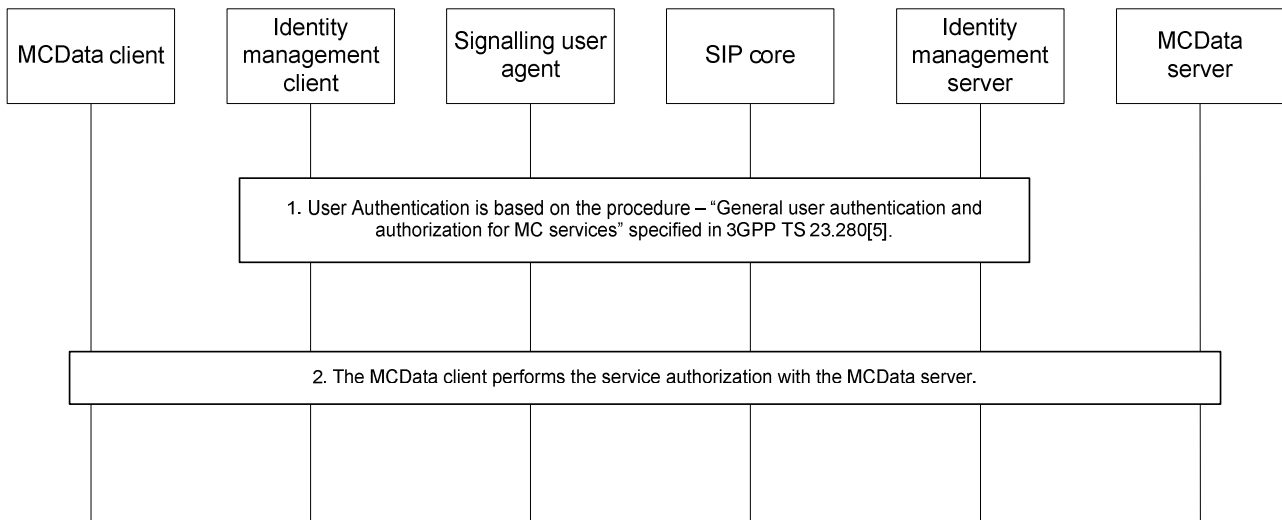 MCData client
Identity
management
client
Signalling user
agent
SIP core
Identity
management
server
MCData
server
1. User Authentication is based on the procedure – “General user authentication and
authorization for MC services” specified in 3GPP TS 23.280[5].
2. The MCData client performs the service authorization with the MCData server.